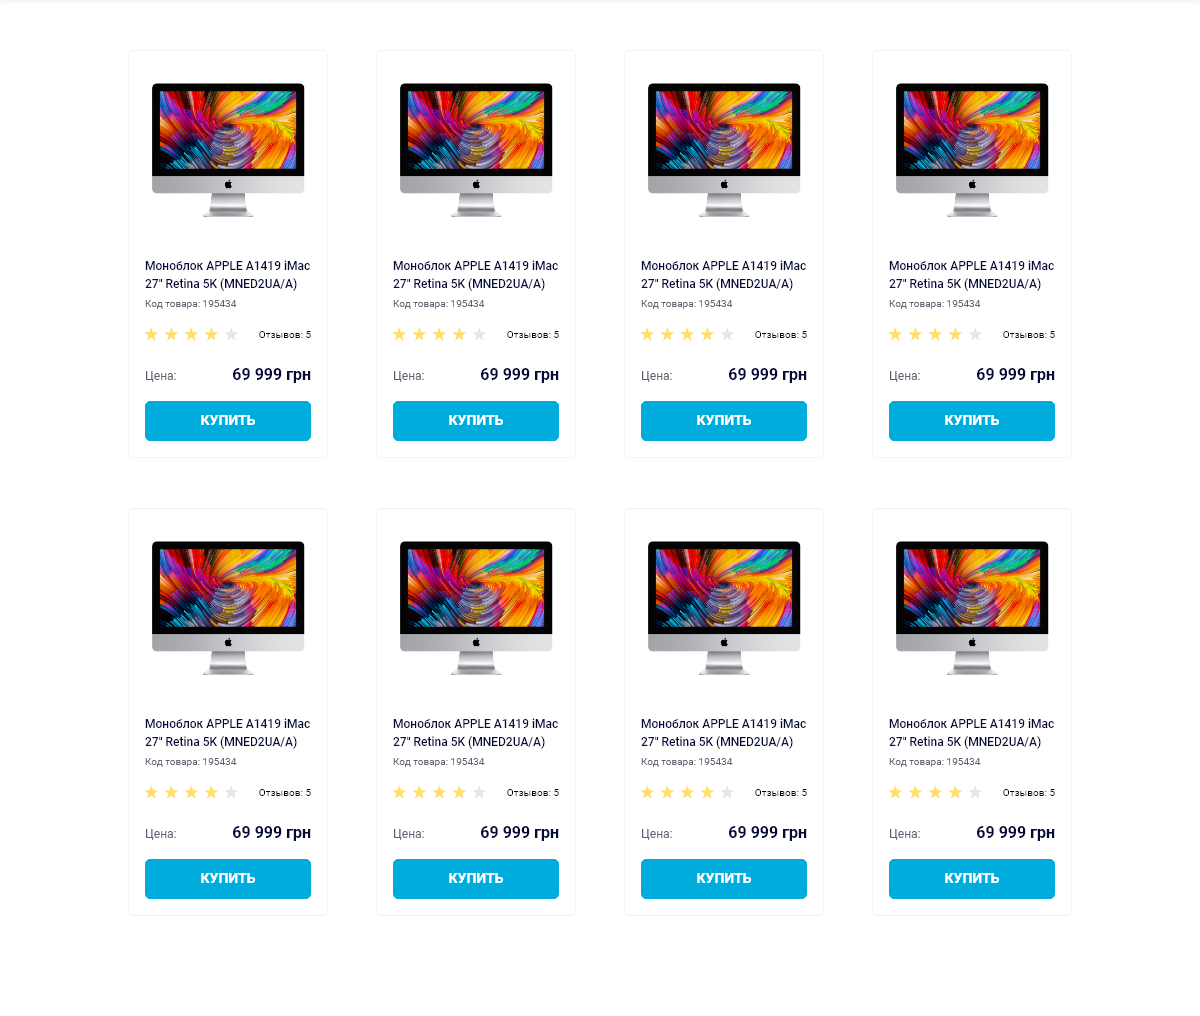 Моноблок APPLE A1419 iMac
27" Retina 5K (MNED2UA/A)
Код товара: 195434
Отзывов: 5
Цена: 69 999 грн
КУПИТЬ
Моноблок APPLE A1419 iMac
27" Retina 5K (MNED2UA/A)
Код товара: 195434
Отзывов: 5
Цена: 69 999 грн
КУПИТЬ
Моноблок APPLE A1419 iMac
27" Retina 5K (MNED2UA/A)
Код товара: 195434
Отзывов: 5
Цена: 69 999 грн
КУПИТЬ
Моноблок APPLE A1419 iMac
27" Retina 5K (MNED2UA/A)
Код товара: 195434
Отзывов: 5
Цена: 69 999 грн
КУПИТЬ
Моноблок APPLE A1419 iMac
27" Retina 5K (MNED2UA/A)
Код товара: 195434
Отзывов: 5
Цена: 69 999 грн
КУПИТЬ
Моноблок APPLE A1419 iMac
27" Retina 5K (MNED2UA/A)
Код товара: 195434
Отзывов: 5
Цена: 69 999 грн
КУПИТЬ
Моноблок APPLE A1419 iMac
27" Retina 5K (MNED2UA/A)
Код товара: 195434
Отзывов: 5
Цена: 69 999 грн
КУПИТЬ
Моноблок APPLE A1419 iMac
27" Retina 5K (MNED2UA/A)
Код товара: 195434
Отзывов: 5
Цена: 69 999 грн
КУПИТЬ